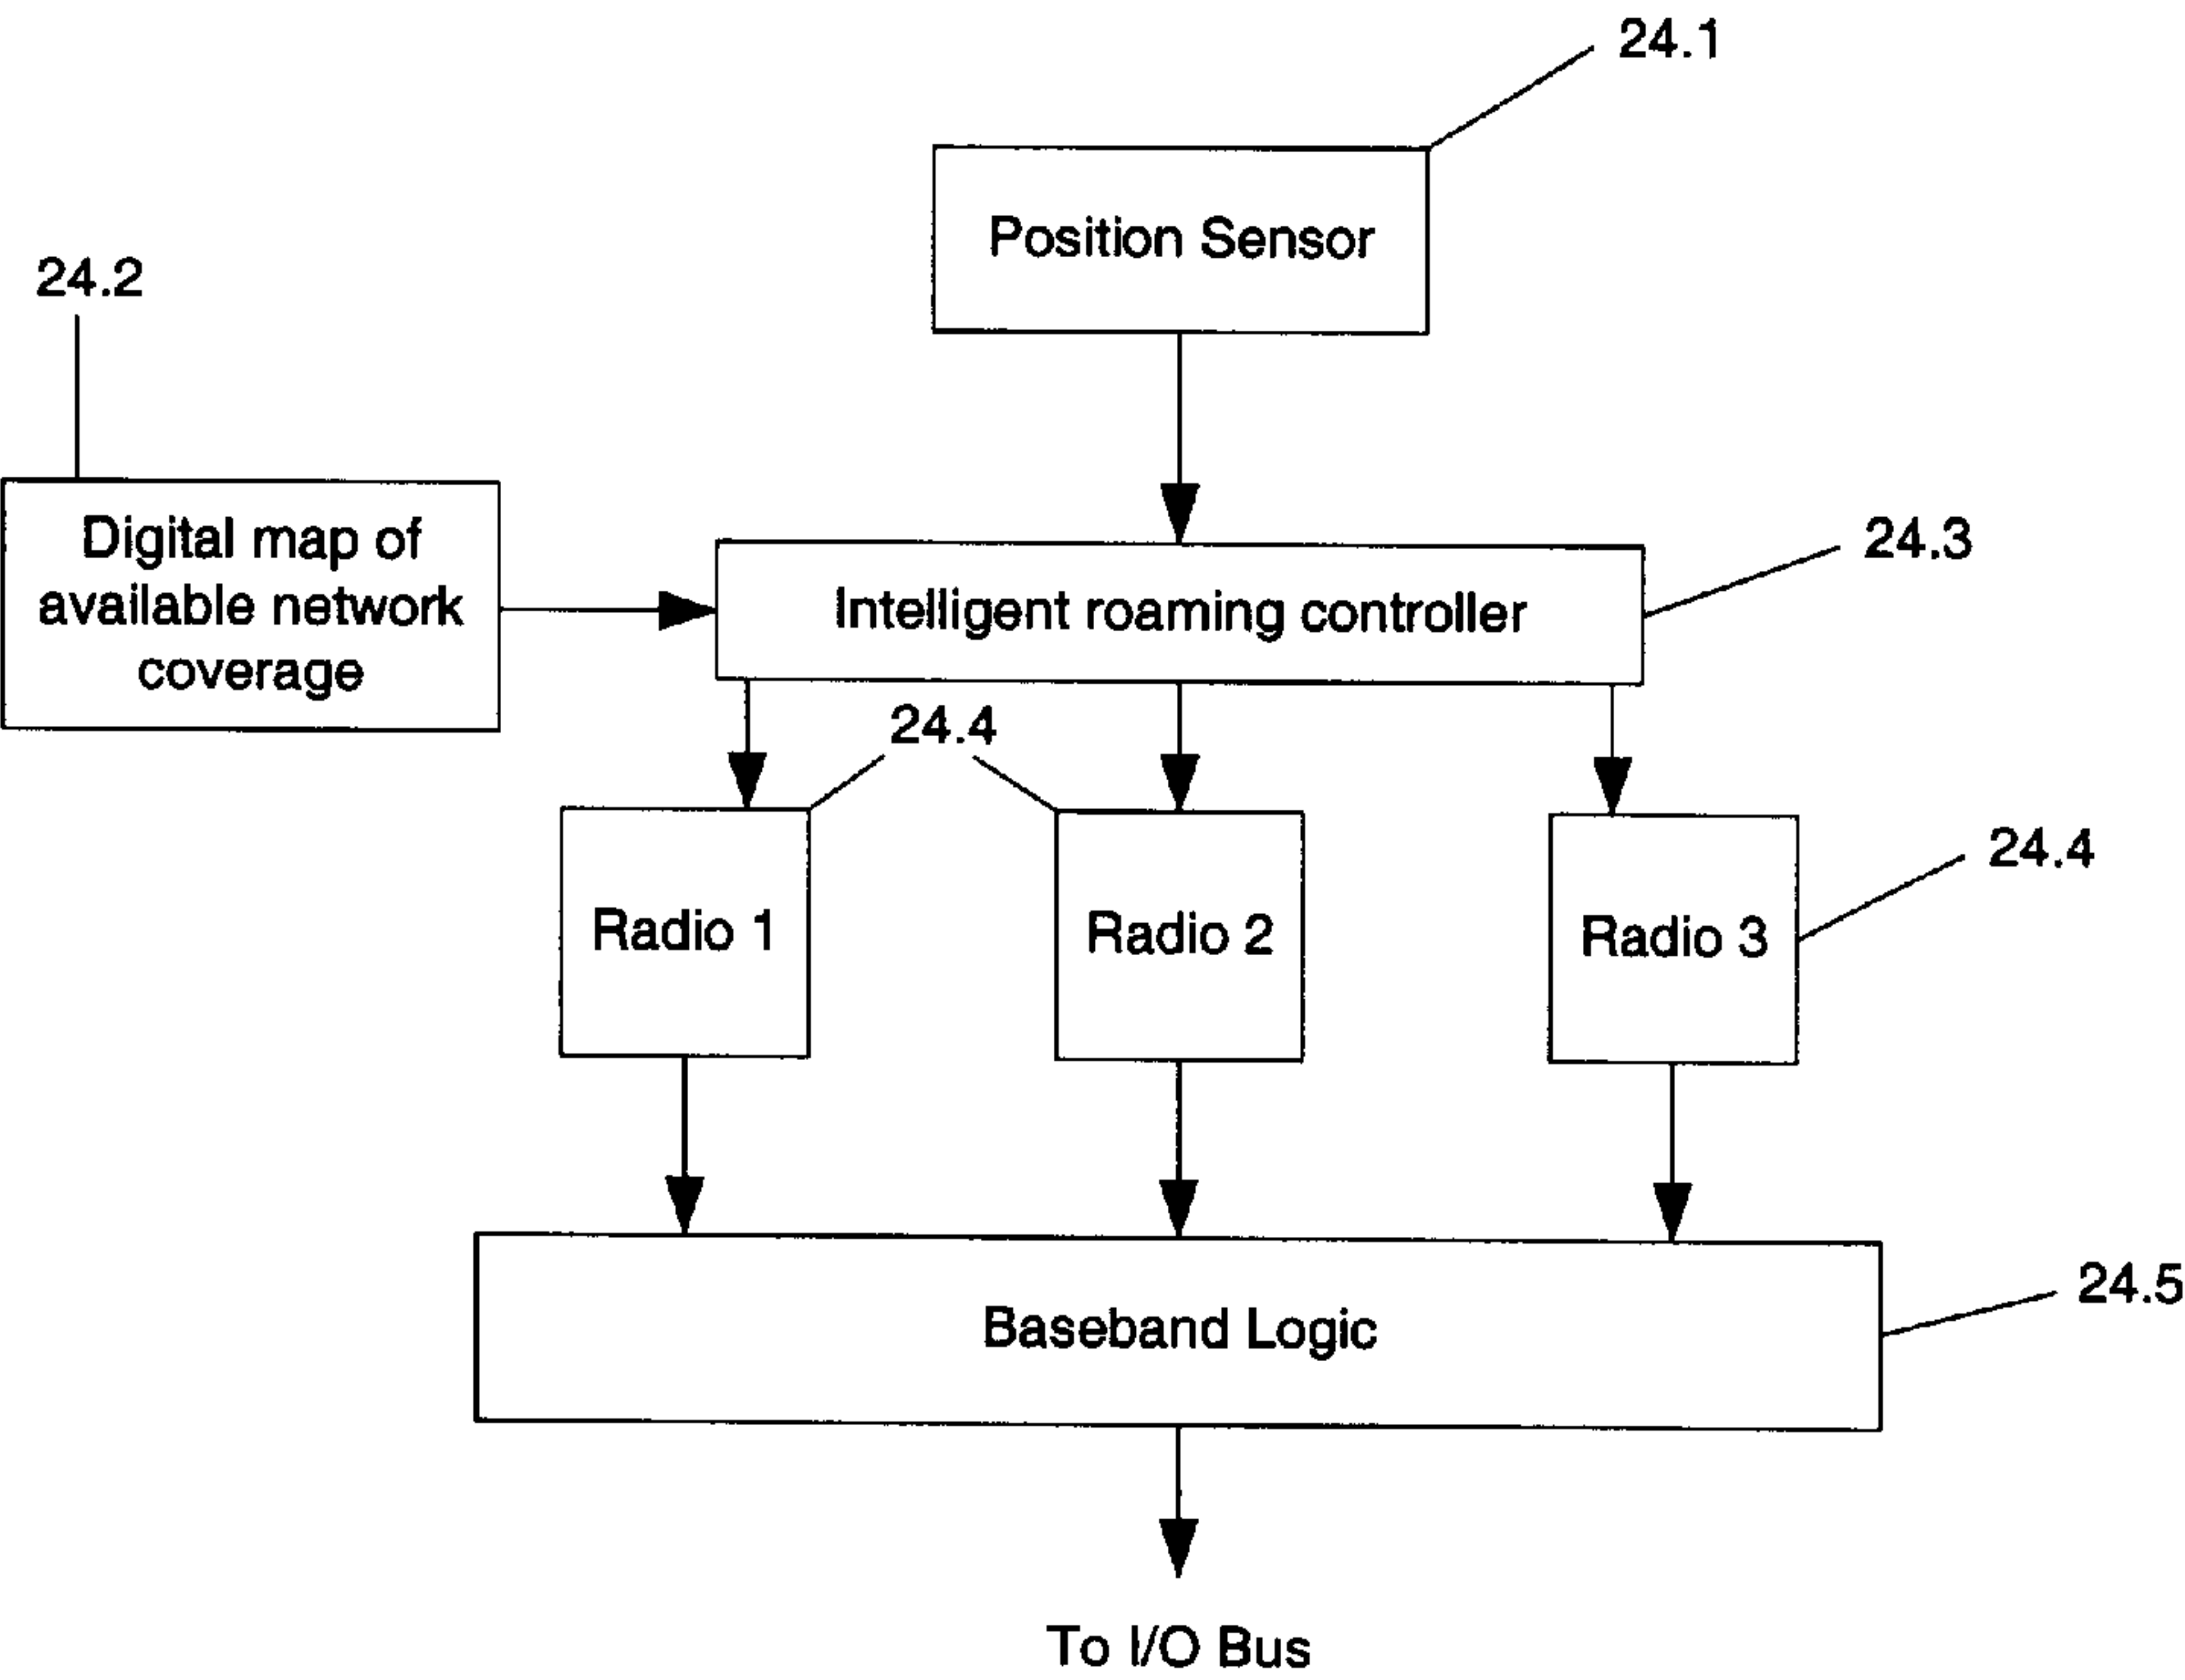 24.1
Position Sensor
24.2
Digital map of
available network
coverage
Intelligent roaming controller
24.3
24.4
Radio 1
Radio 2
Radio 3
24.4
Baseband Logic
24.5
To I/O Bus